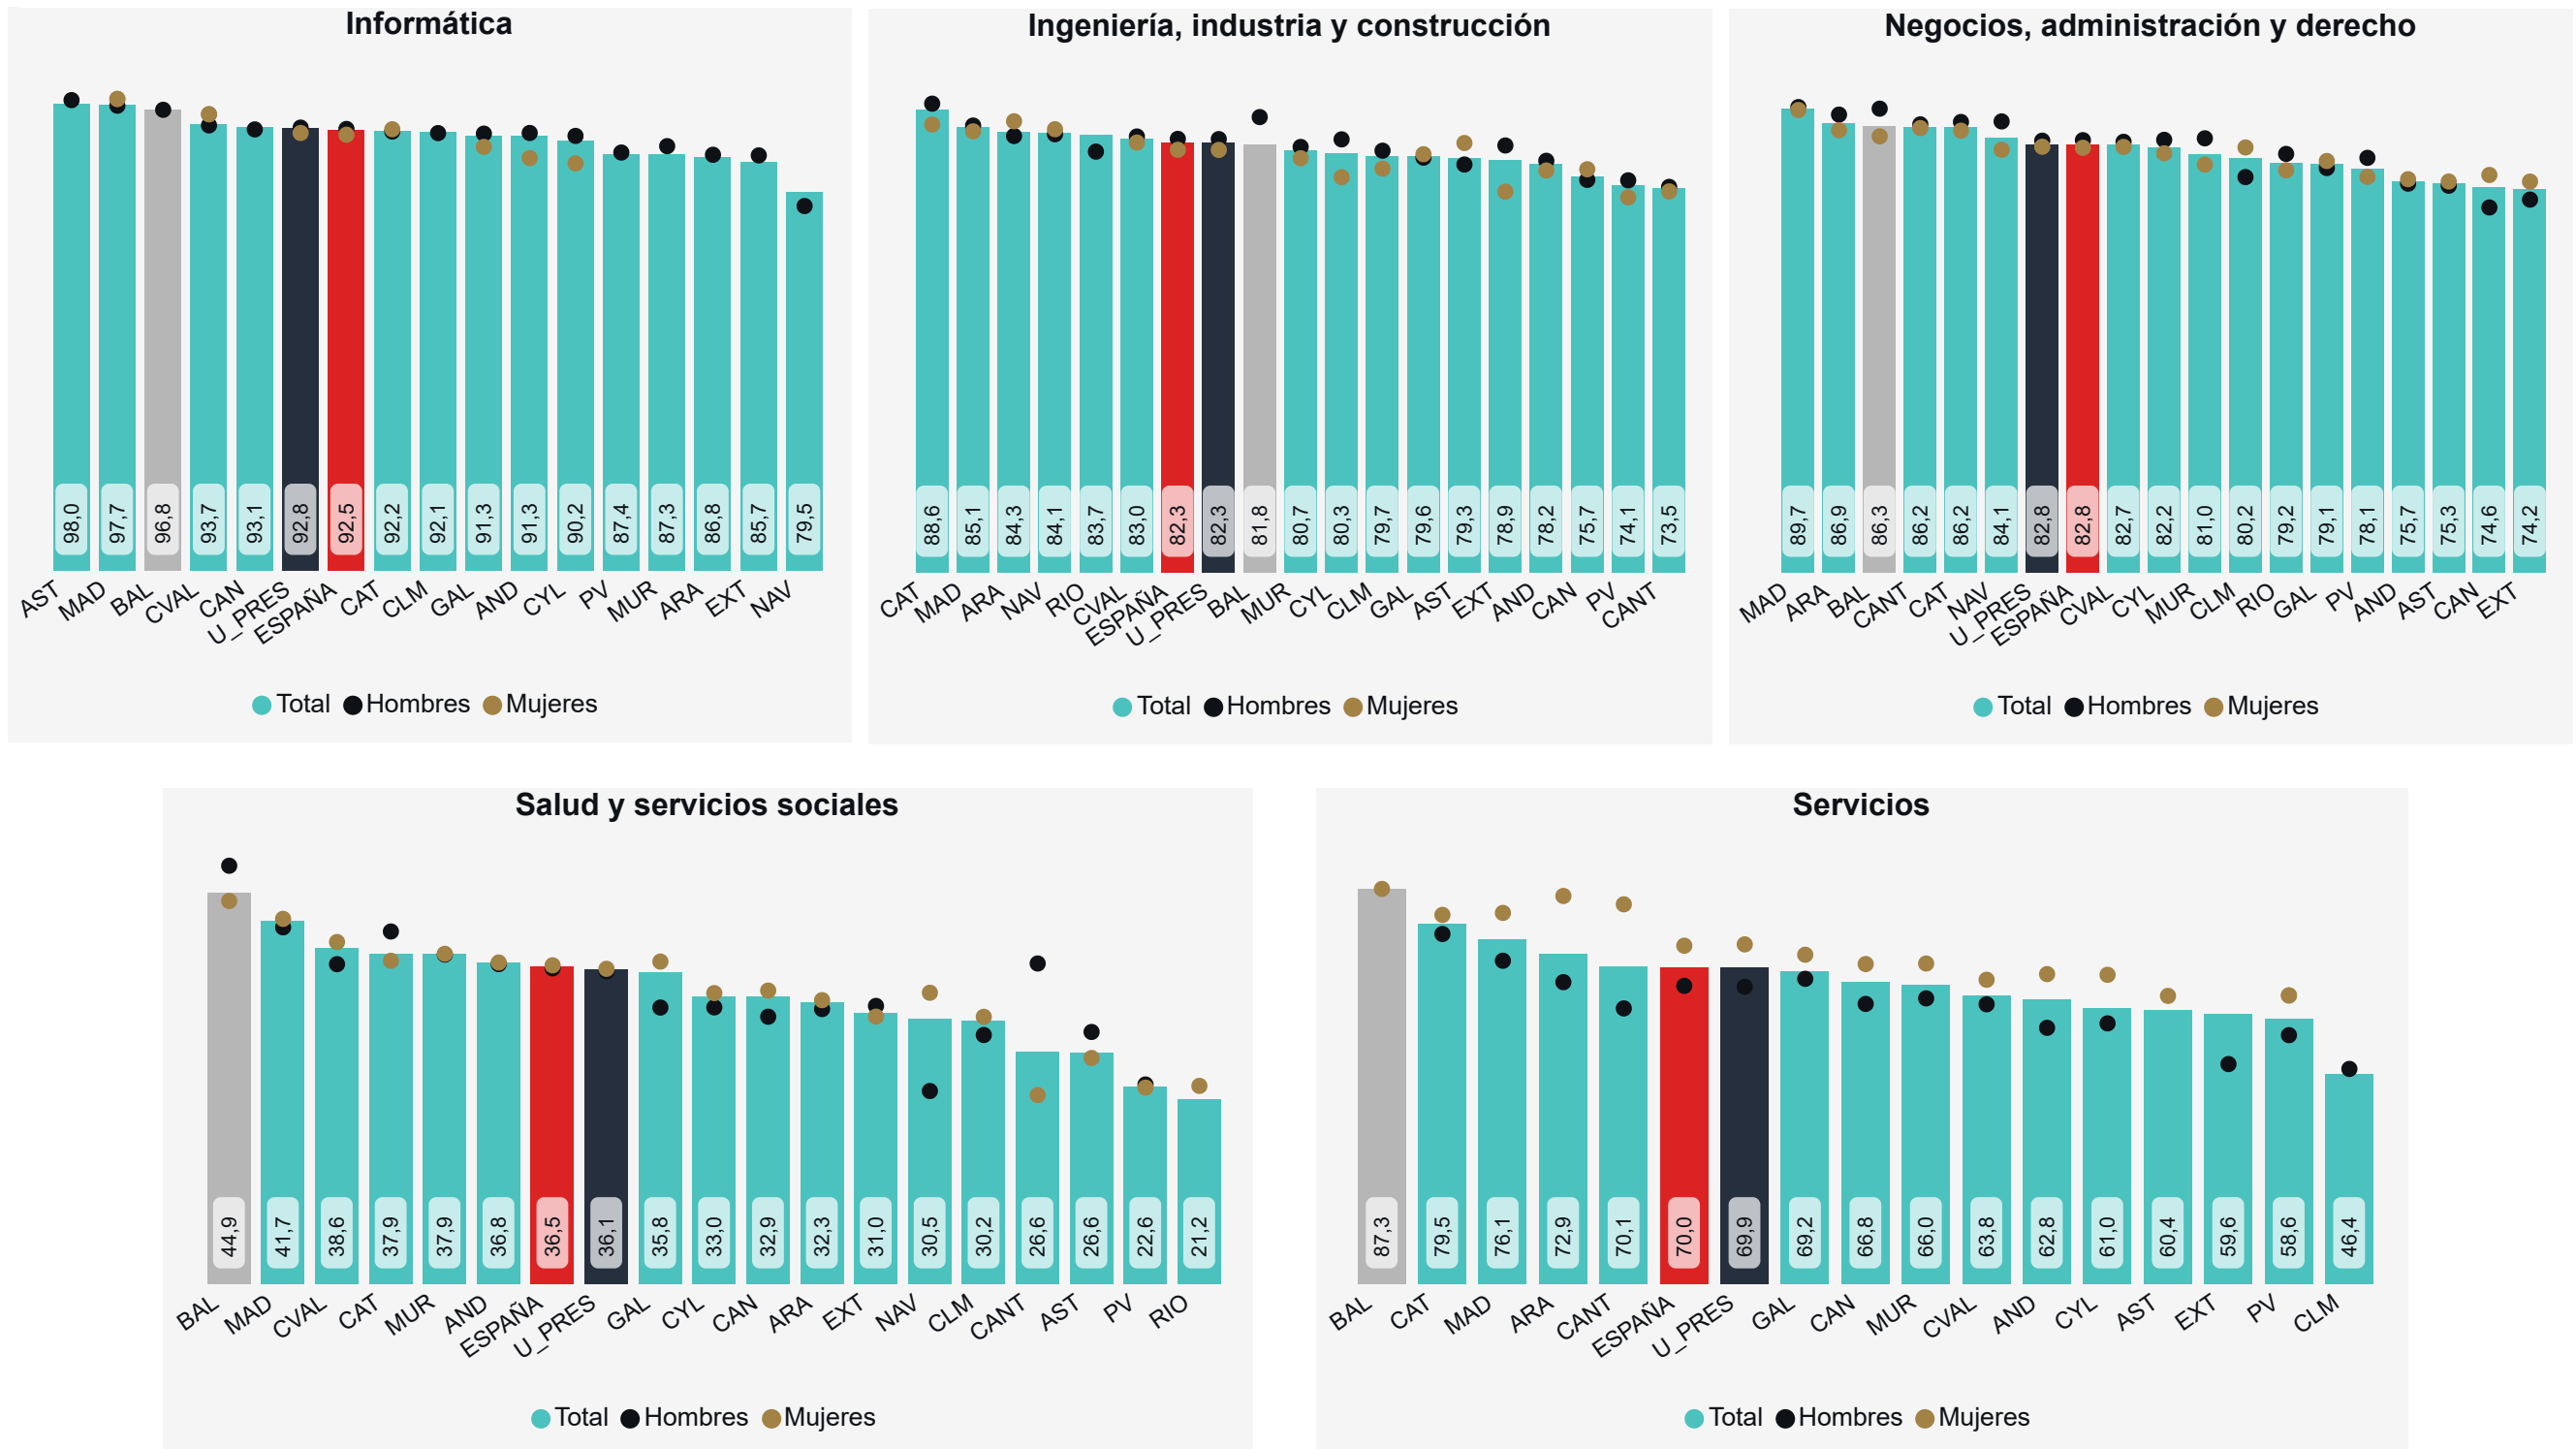 Informática
98,0 97,7 96,8 93,7 93,1 92,8 92,5 92,2 92,1 91,3 91,3 90,2 87,4 87,3 86,8 85,7 79,5
AST MAD BAL CVAL CAN U_PRES ESPAÑA CAT CLM GAL AND CYL PV MUR ARA EXT NAV
Total Hombres Mujeres
Ingeniería, industria y construcción
88,6 85,1 84,3 84,1 83,7 83,0 82,3 82,3 81,8 80,7 80,3 79,7 79,6 79,3 78,9 78,2 75,7 74,1 73,5
CAT MAD ARA NAV RIO CVAL ESPAÑA U_PRES BAL MUR CYL CLM GAL AST EXT AND CAN PV CANT
Total Hombres Mujeres
Negocios, administración y derecho
89,7 86,9 86,3 86,2 86,2 84,1 82,8 82,8 82,7 82,2 81,0 80,2 79,2 79,1 78,1 75,7 75,3 74,6 74,2
MAD ARA BAL CANT CAT NAV U_PRES ESPAÑA CVAL CYL MUR CLM RIO GAL PV AND AST CAN EXT
Total Hombres Mujeres
Salud y servicios sociales
44,9 41,7 38,6 37,9 37,9 36,8 36,5 36,1 35,8 33,0 32,9 32,3 31,0 30,5 30,2 26,6 26,6 22,6 21,2
BAL MAD CVAL CAT MUR AND ESPAÑA U_PRES GAL CYL CAN ARA EXT NAV CLM CANT AST PV RIO
Total Hombres Mujeres
Servicios
87,3 79,5 76,1 72,9 70,1 70,0 69,9 69,2 66,8 66,0 63,8 62,8 61,0 60,4 59,6 58,6 46,4
BAL CAT MAD ARA CANT ESPAÑA U_PRES GAL CAN MUR CVAL AND CYL AST EXT PV CLM
Total Hombres Mujeres